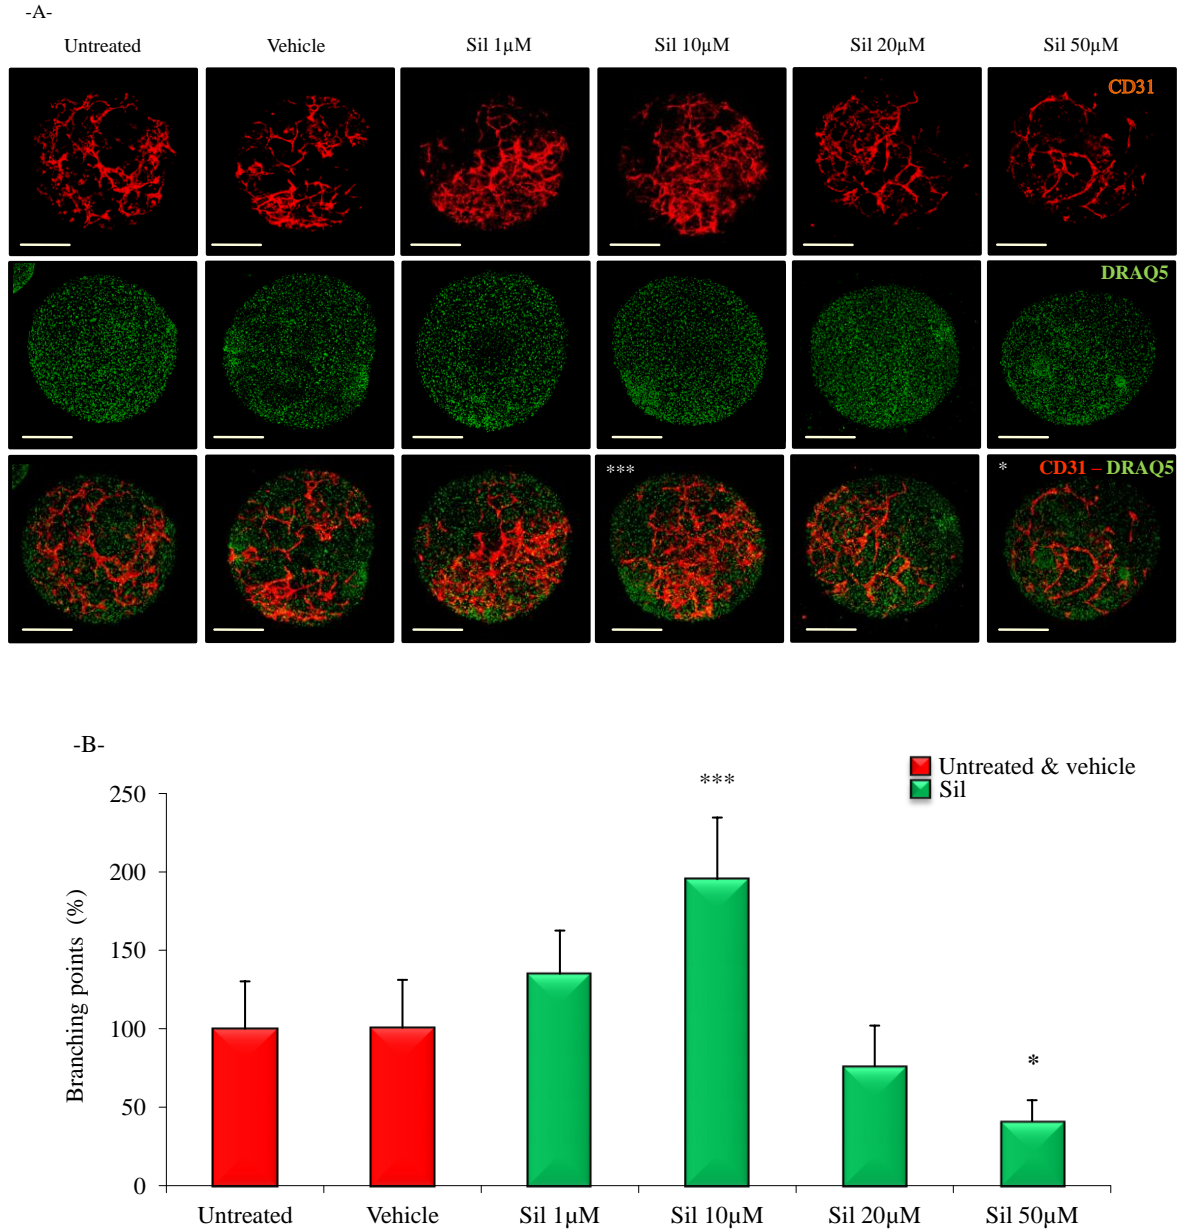 -A-
Untreated Vehicle Sil 1µM Sil 10µM Sil 20µM Sil 50µM
CD31
DRAQ5
*** * CD31 – DRAQ5
-B-
Untreated & vehicle
Sil
***
*
250
200
150
100
50
0
Branching points (%)
Untreated Vehicle Sil 1µM Sil 10µM Sil 20µM Sil 50µM